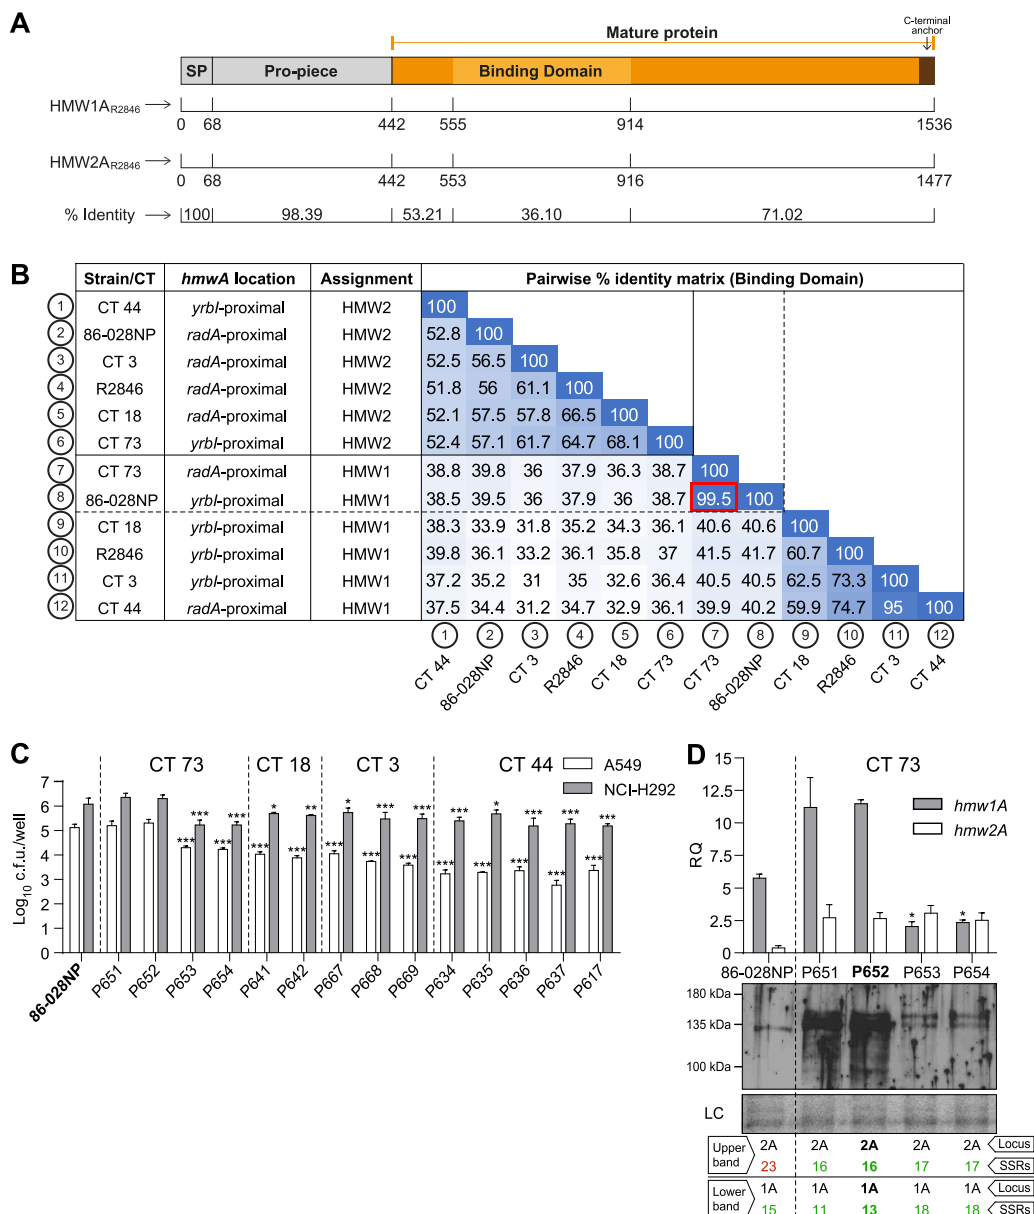 A
Mature protein
C-terminal
anchor
SP Pro-piece Binding Domain
HMW1A_R2846
0 68 442 555 914 1536
HMW2A_R2846
0 68 442 553 916 1477
% Identity 100 98.39 53.21 36.10 71.02
B
Strain/CT hmwA location Assignment Pairwise % identity matrix (Binding Domain)
1 CT 44 yrbI-proximal HMW2 100
2 86-028NP radA-proximal HMW2 52.8 100
3 CT 3 radA-proximal HMW2 52.5 56.5 100
4 R2846 radA-proximal HMW2 51.8 56 61.1 100
5 CT 18 radA-proximal HMW2 52.1 57.5 57.8 66.5 100
6 CT 73 yrbI-proximal HMW2 52.4 57.1 61.7 64.7 68.1 100
7 CT 73 radA-proximal HMW1 38.8 39.8 36 37.9 36.3 38.7 100
8 86-028NP yrbI-proximal HMW1 38.5 39.5 36 37.9 36 38.7 99.5 100
9 CT 18 yrbI-proximal HMW1 38.3 33.9 31.8 35.2 34.3 36.1 40.6 40.6 100
10 R2846 yrbI-proximal HMW1 39.8 36.1 33.2 36.1 35.8 37 41.5 41.7 60.7 100
11 CT 3 yrbI-proximal HMW1 37.2 35.2 31 35 32.6 36.4 40.5 40.5 62.5 73.3 100
12 CT 44 radA-proximal HMW1 37.5 34.4 31.2 34.7 32.9 36.1 39.9 40.2 59.9 74.7 95 100
1 2 3 4 5 6 7 8 9 10 11 12
CT 44 86-028NP CT 3 R2846 CT 18 CT 73 CT 73 86-028NP CT 18 R2846 CT 3 CT 44
C
CT 73 CT 18 CT 3 CT 44
A549
NCI-H292
Log10 c.f.u./well
7
6
5
4
3
2
1
0
*** *** * ** * *** *** *** * *** *** ***
*** *** *** *** *** *** *** *** *** *** *** ***
86-028NP P651 P652 P653 P654 P641 P642 P667 P668 P669 P634 P635 P636 P637 P617
D
CT 73
hmw1A
hmw2A
RQ
15
12.5
10
7.5
5
2.5
0
* *
86-028NP P651 P652 P653 P654
180 kDa
135 kDa
100 kDa
LC
Upper band 2A 2A 2A 2A 2A Locus
23 16 16 17 17 SSRs
Lower band 1A 1A 1A 1A 1A Locus
15 11 13 18 18 SSRs